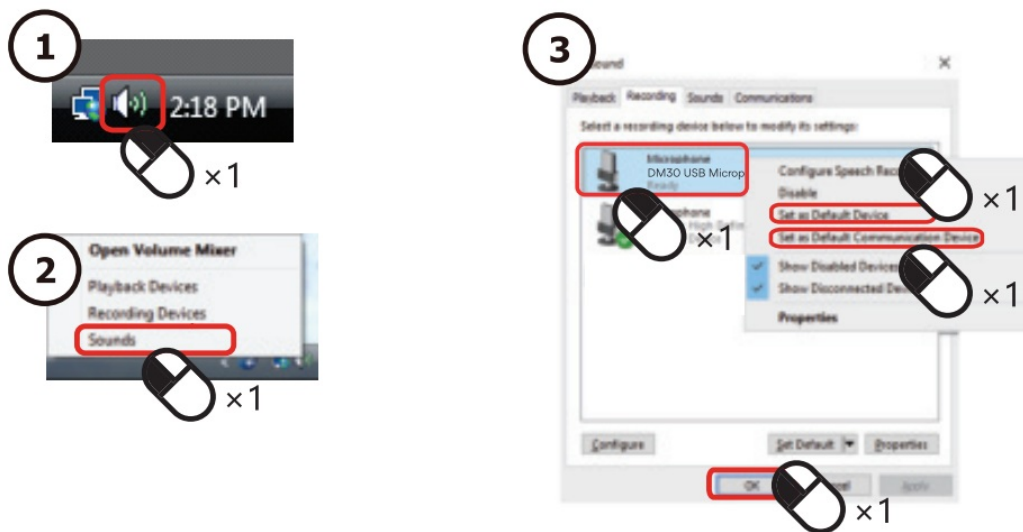 1
2:18 PM
×1
2
Open Volume Mixer
Playback Devices
Recording Devices
Sounds
×1
3
Playback Recording Sounds Communications
Select a recording device below to modify its settings:
Microphone
DM30 USB Microp
Ready
Configure Speech
Disable
Set as Default Device
Set as Default Communication Device
Show Disabled Devices
Show Disconnected
Properties
×1
×1
×1
High
Configure
Set Default
Properties
OK
Apply
×1